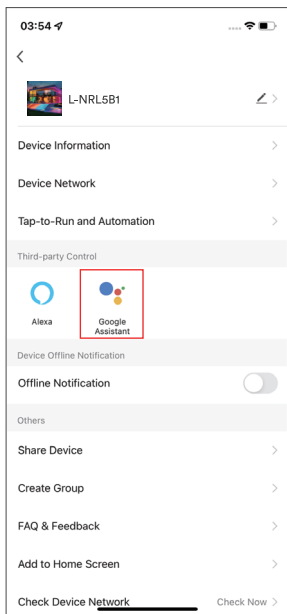 03:54
L-NRL5B1
Device Information
Device Network
Tap-to-Run and Automation
Third-party Control
Alexa
Google
Assistant
Device Offline Notification
Offline Notification
Others
Share Device
Create Group
FAQ & Feedback
Add to Home Screen
Check Device Network Check Now